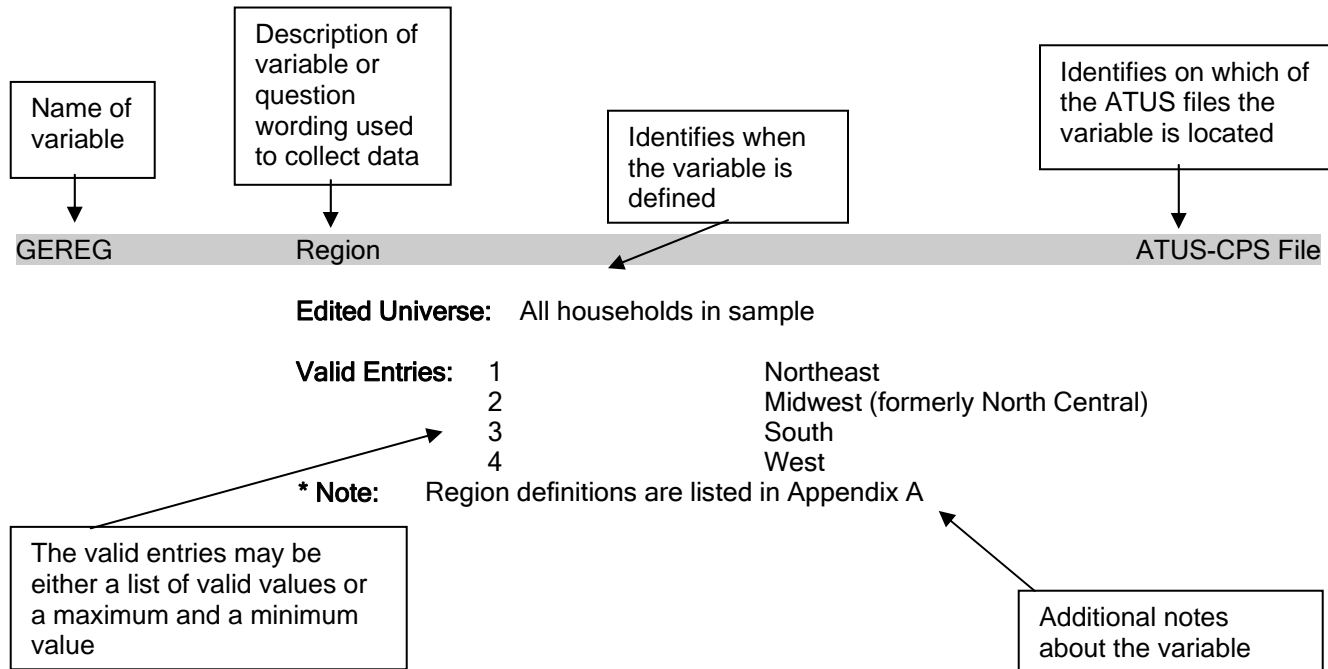 Name of
variable
Description of
variable or
question
wording used
to collect data
Identifies when
the variable is
defined
Identifies on which of
the ATUS files the
variable is located
GEREG Region ATUS-CPS File
Edited Universe: All households in sample
Valid Entries: 1 Northeast
2 Midwest (formerly North Central)
3 South
4 West
* Note: Region definitions are listed in Appendix A
The valid entries may be
either a list of valid values or
a maximum and a minimum
value
Additional notes
about the variable